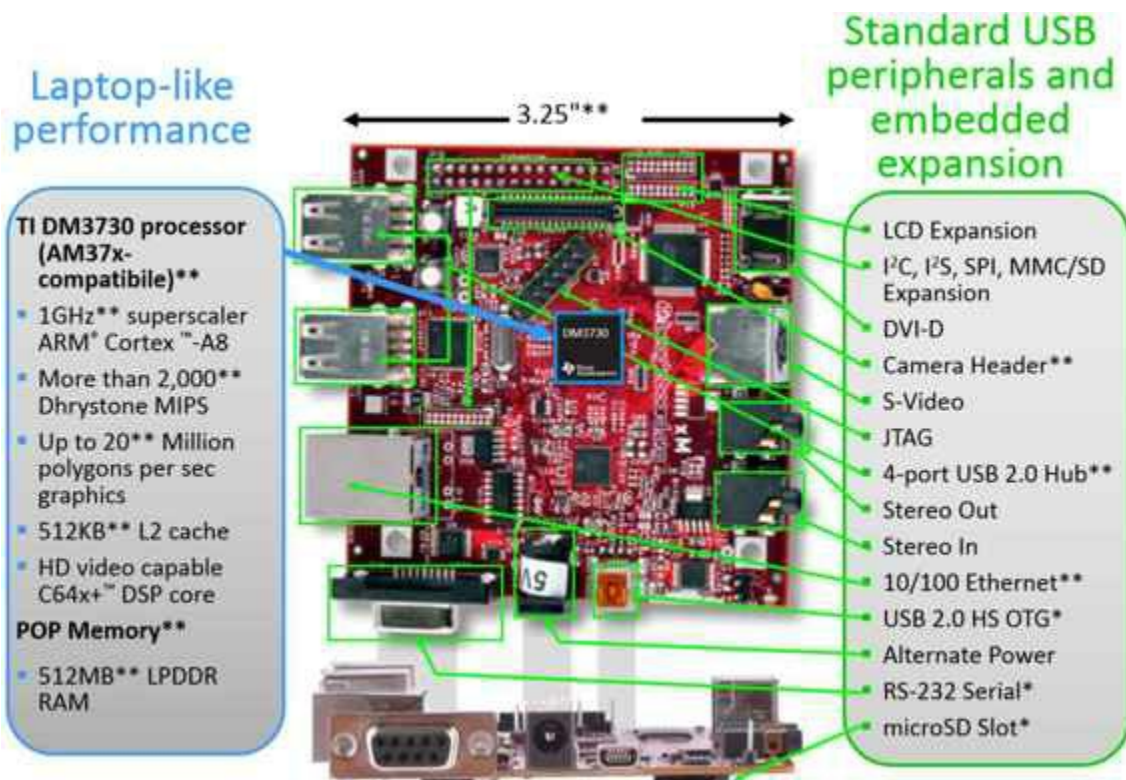 Laptop-like
performance
TI DM3730 processor
(AM37x-
compatibile)**
1GHz** superscaler
ARM® Cortex ™-A8
More than 2,000**
Dhrystone MIPS
Up to 20** Million
polygons per sec
graphics
512KB** L2 cache
HD video capable
C64x+™ DSP core
POP Memory**
512MB** LPDDR
RAM
3.25"**
DM3730
5V
xM
Standard USB
peripherals and
embedded
expansion
LCD Expansion
I²C, I²S, SPI, MMC/SD
Expansion
DVI-D
Camera Header**
S-Video
JTAG
4-port USB 2.0 Hub**
Stereo Out
Stereo In
10/100 Ethernet**
USB 2.0 HS OTG*
Alternate Power
RS-232 Serial*
microSD Slot*